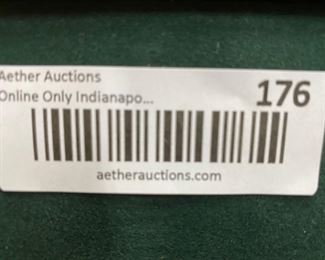 Aether Auctions
Online Only Indianapo... 176
aetherauctions.com